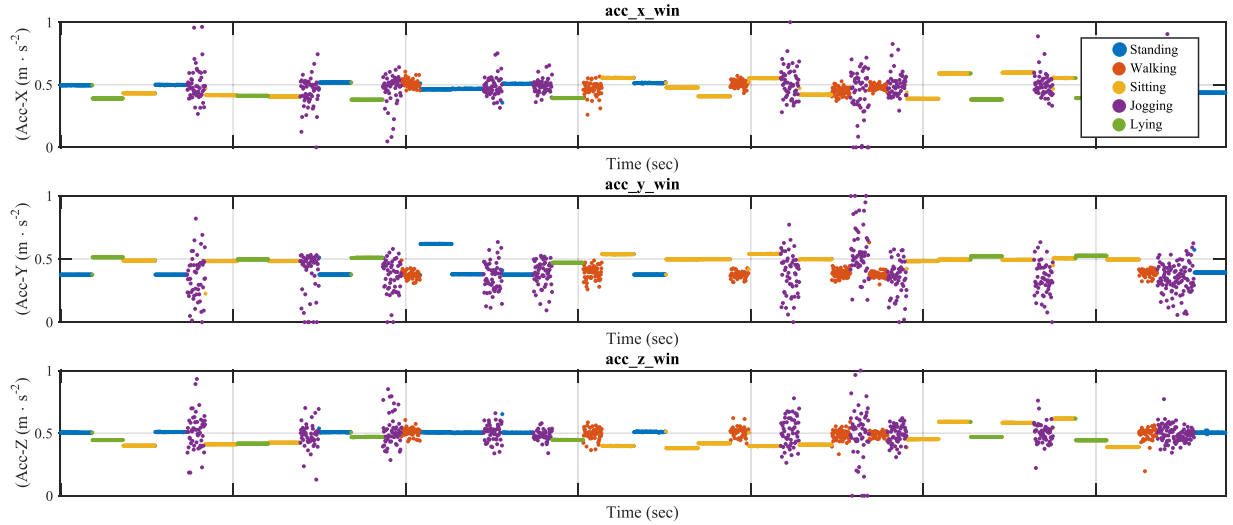 acc_x_win
1
0.5
0
(Acc-X (m · s⁻²)
Time (sec)
Standing
Walking
Sitting
Jogging
Lying
acc_y_win
1
0.5
0
(Acc-Y (m · s⁻²)
Time (sec)
acc_z_win
1
0.5
0
(Acc-Z (m · s⁻²)
Time (sec)